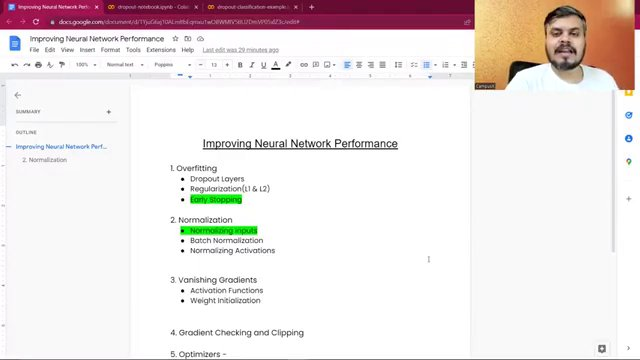 Improving Neural Network Performance
dropout-notebook.ipynb - Colab
dropout-classification-example.ip
docs.google.com/document/d/
Improving Neural Network Performance
File Edit View Insert Format Tools Extensions Help
Last edit was 29 minutes ago
100%
Normal text
Poppins
12
SUMMARY
OUTLINE
Improving Neural Network Perf...
2. Normalization
Improving Neural Network Performance
1. Overfitting
● Dropout Layers
● Regularization(L1 & L2)
● Early Stopping
2. Normalization
● Normalizing Inputs
● Batch Normalization
● Normalizing Activations
3. Vanishing Gradients
● Activation Functions
● Weight Initialization
4. Gradient Checking and Clipping
5. Optimizers -
CampusX